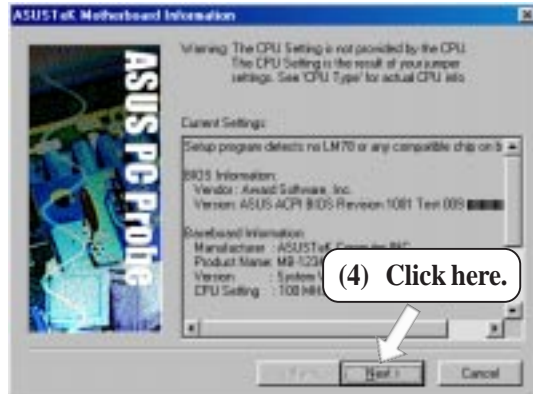 ASUSTeK Motherboard Information
ASUS PC Probe
Warning: The CPU Setting is not provided by the CPU.
The CPU Setting is the result of your jumper
settings. See 'CPU Type' for actual CPU info
Current Settings:
Setup program detects no LM78 or any compatible chip on b
BIOS Information:
Vendor: Award Software, Inc.
Version: ASUS ACPI BIOS Revision 1001 Test 009
Baseboard Information
Manufacturer : ASUSTeK Computer INC.
Product Name: MB-1234
Version : System V
CPU Setting : 100 MH
(4) Click here.
Next >
Cancel